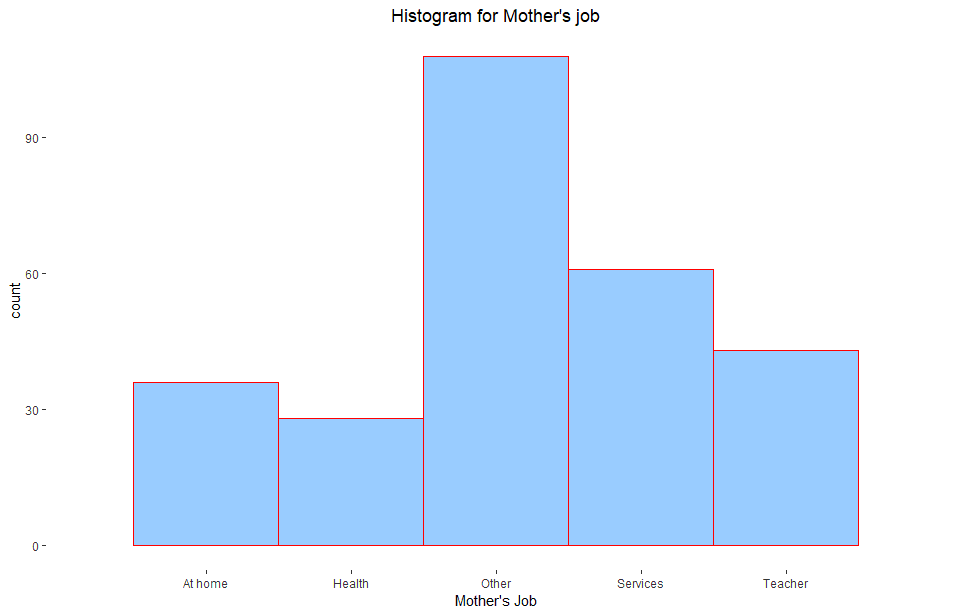 Histogram for Mother's job
90
60
30
0
count
At home Health Other Services Teacher
Mother's Job